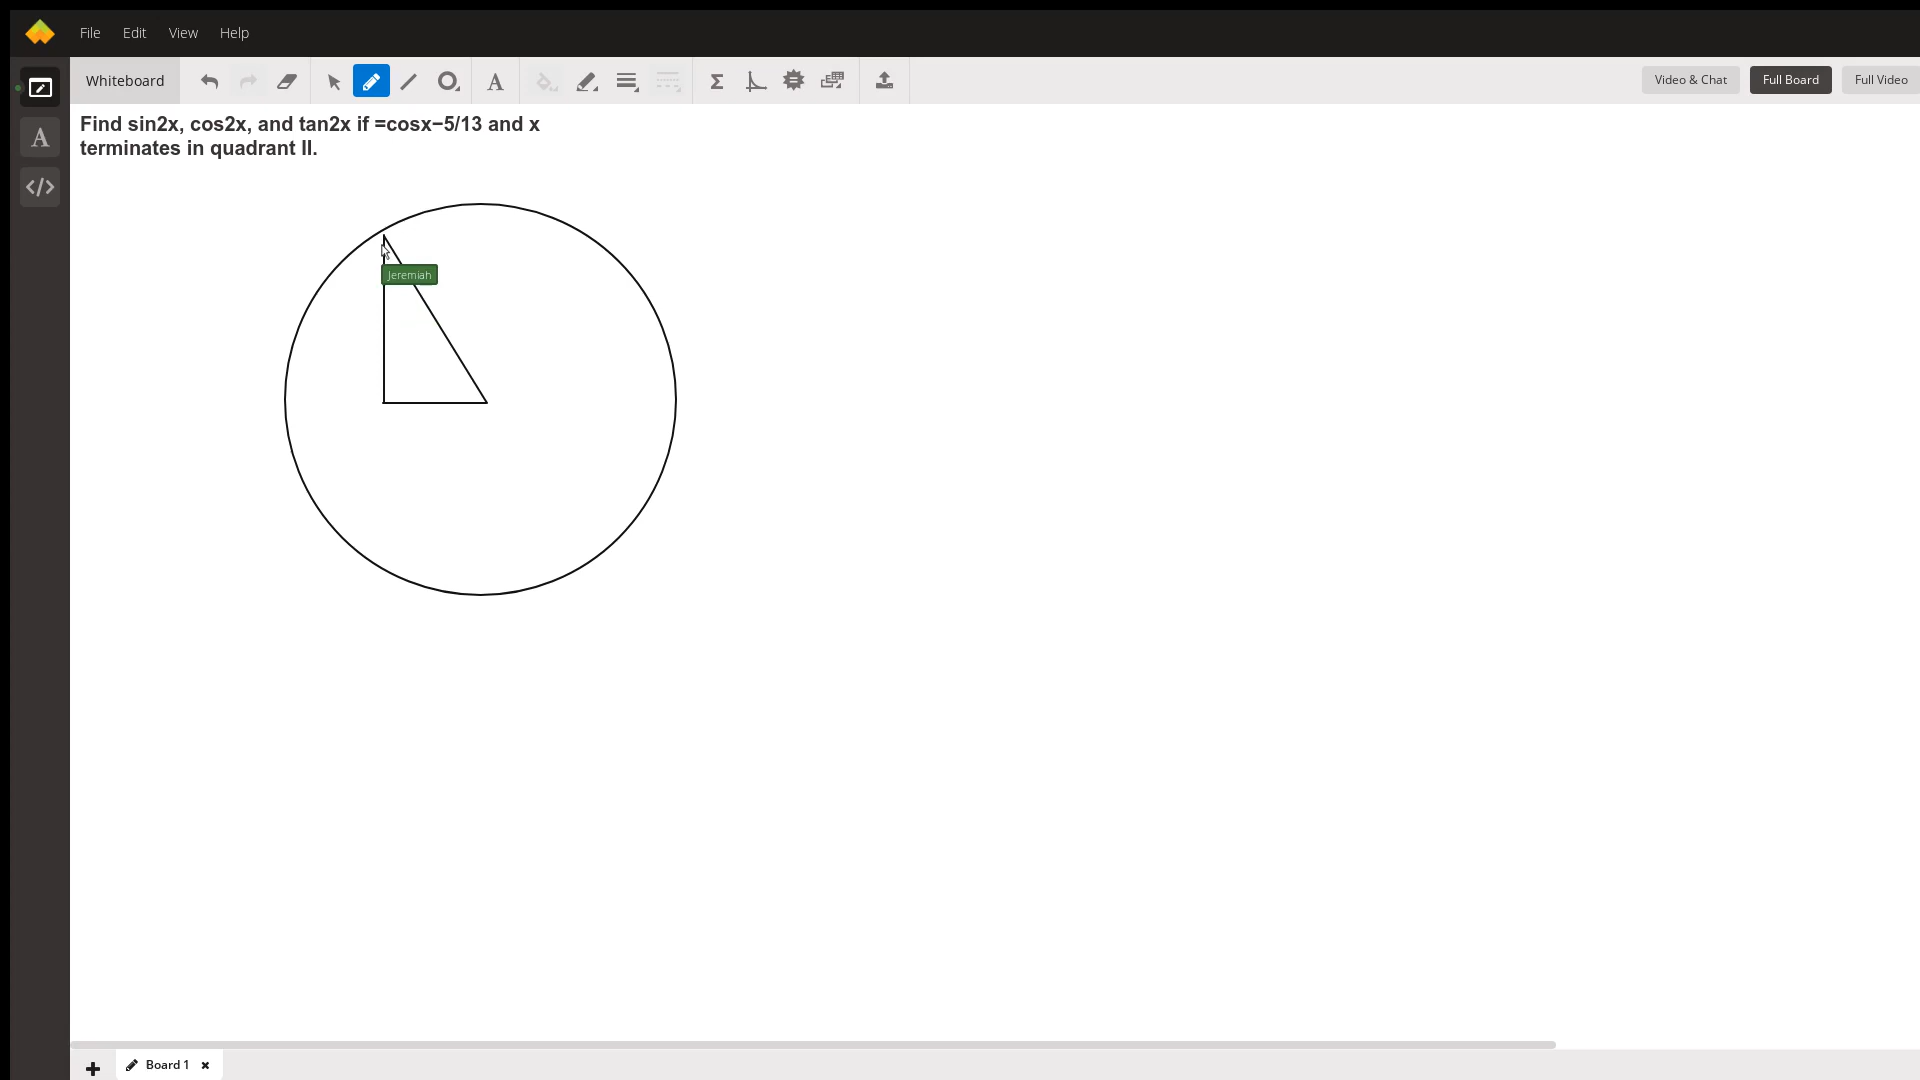 File Edit View Help
Whiteboard
A
Σ
Video & Chat Full Board Full Video
Find sin2x, cos2x, and tan2x if =cosx−5/13 and x
terminates in quadrant II.
A
</>
Jeremiah
Board 1